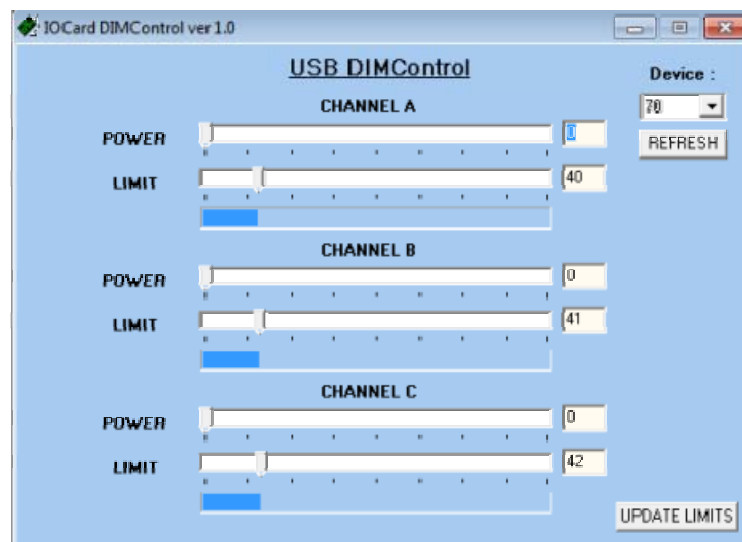 IOCard DIMControl ver 1.0
USB DIMControl
Device :
70
REFRESH
CHANNEL A
POWER
0
LIMIT
40
CHANNEL B
POWER
0
LIMIT
41
CHANNEL C
POWER
0
LIMIT
42
UPDATE LIMITS